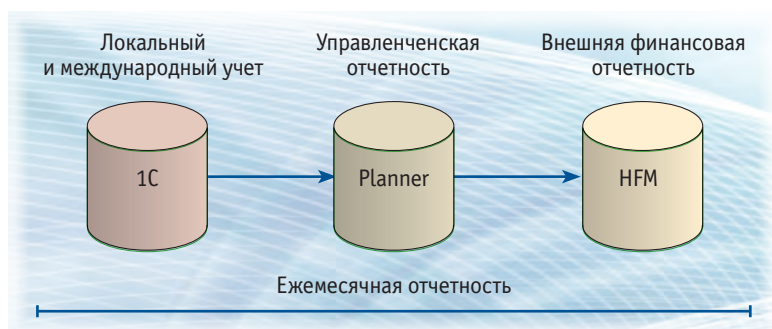 Локальный
и международный учет
Управленческая
отчетность
Внешняя финансовая
отчетность
1С
Planner
HFM
Ежемесячная отчетность